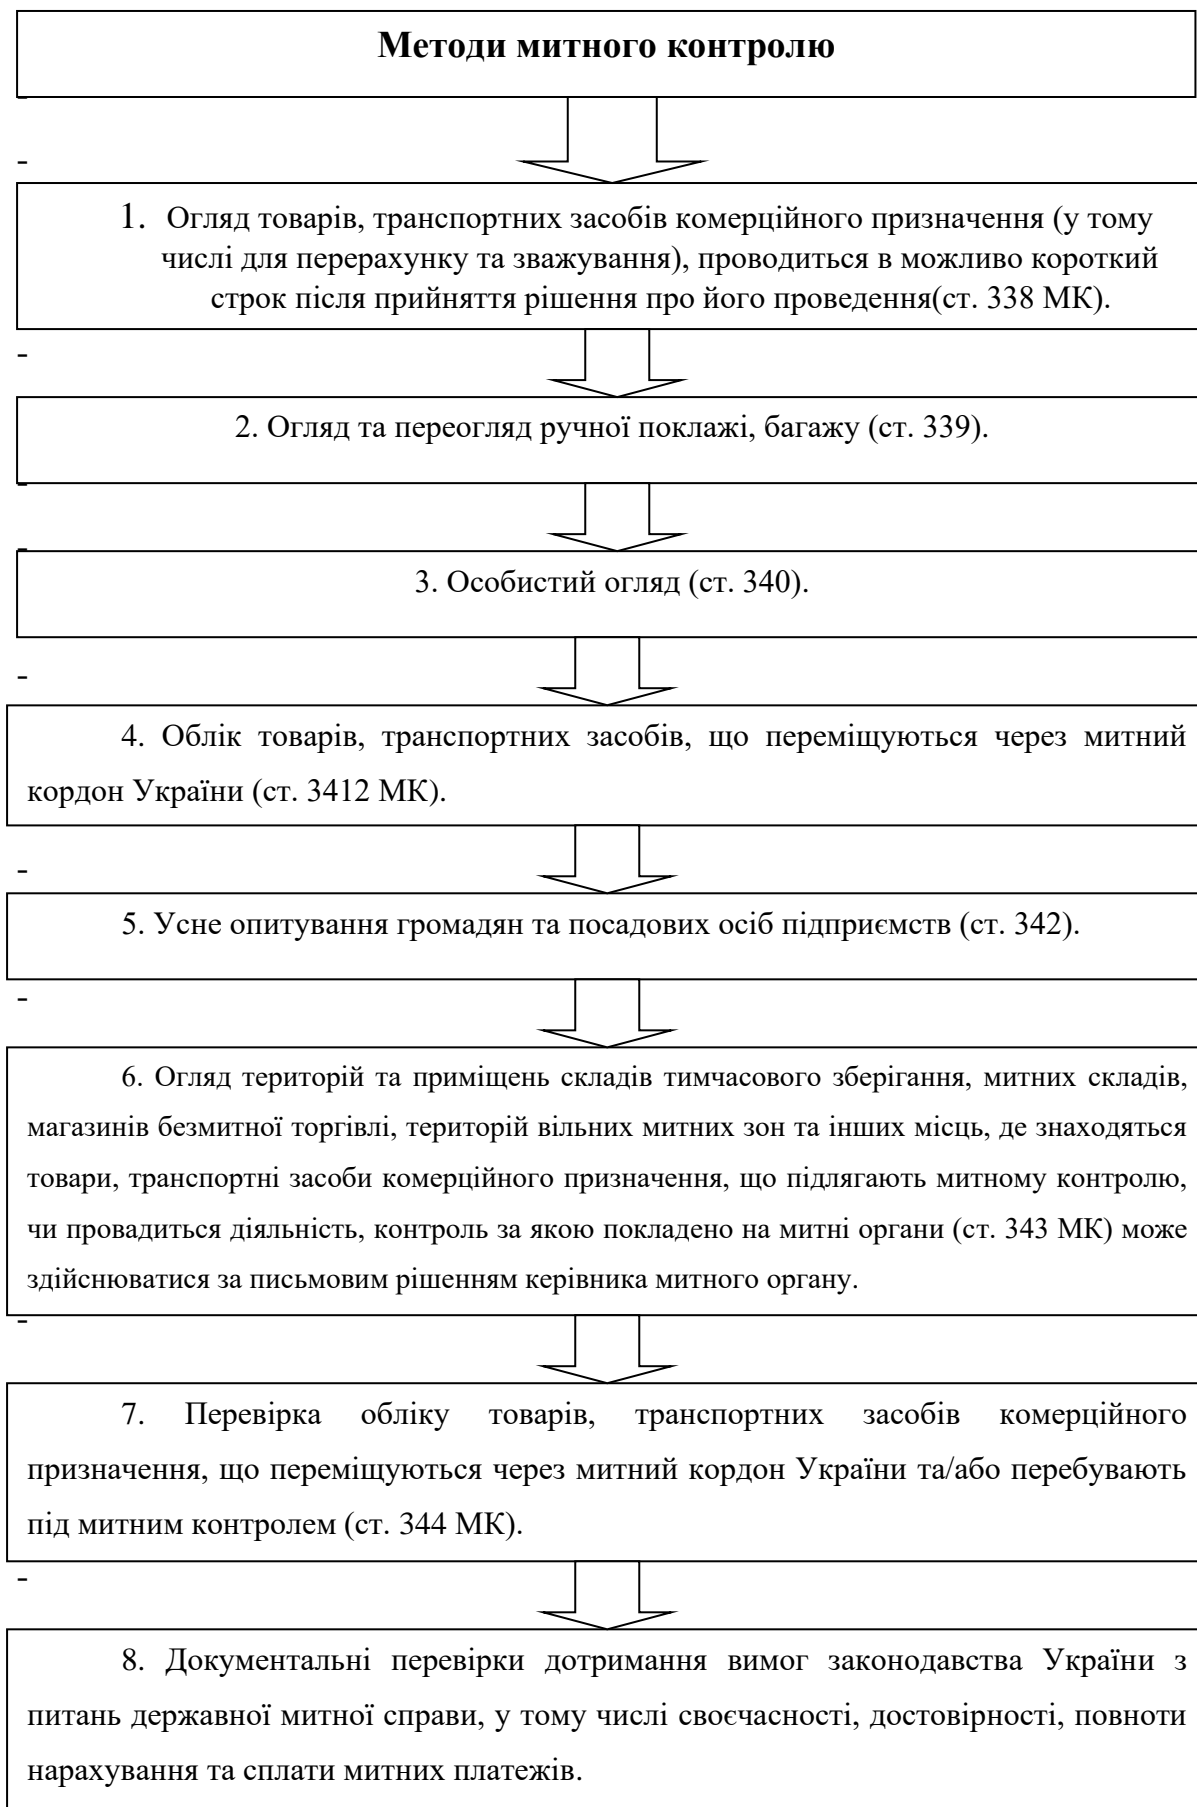 Методи митного контролю
-
-
1. Огляд товарів, транспортних засобів комерційного призначення (у тому
числі для перерахунку та зважування), проводиться в можливо короткий
строк після прийняття рішення про його проведення(ст. 338 МК).
-
2. Огляд та переогляд ручної поклажі, багажу (ст. 339).
-
-
3. Особистий огляд (ст. 340).
-
4. Облік товарів, транспортних засобів, що переміщуються через митний
кордон України (ст. 3412 МК).
-
5. Усне опитування громадян та посадових осіб підприємств (ст. 342).
-
6. Огляд територій та приміщень складів тимчасового зберігання, митних складів,
магазинів безмитної торгівлі, територій вільних митних зон та інших місць, де знаходяться
товари, транспортні засоби комерційного призначення, що підлягають митному контролю,
чи провадиться діяльність, контроль за якою покладено на митні органи (ст. 343 МК) може
здійснюватися за письмовим рішенням керівника митного органу.
-
7. Перевірка обліку товарів, транспортних засобів комерційного
призначення, що переміщуються через митний кордон України та/або перебувають
під митним контролем (ст. 344 МК).
-
8. Документальні перевірки дотримання вимог законодавства України з
питань державної митної справи, у тому числі своєчасності, достовірності, повноти
нарахування та сплати митних платежів.